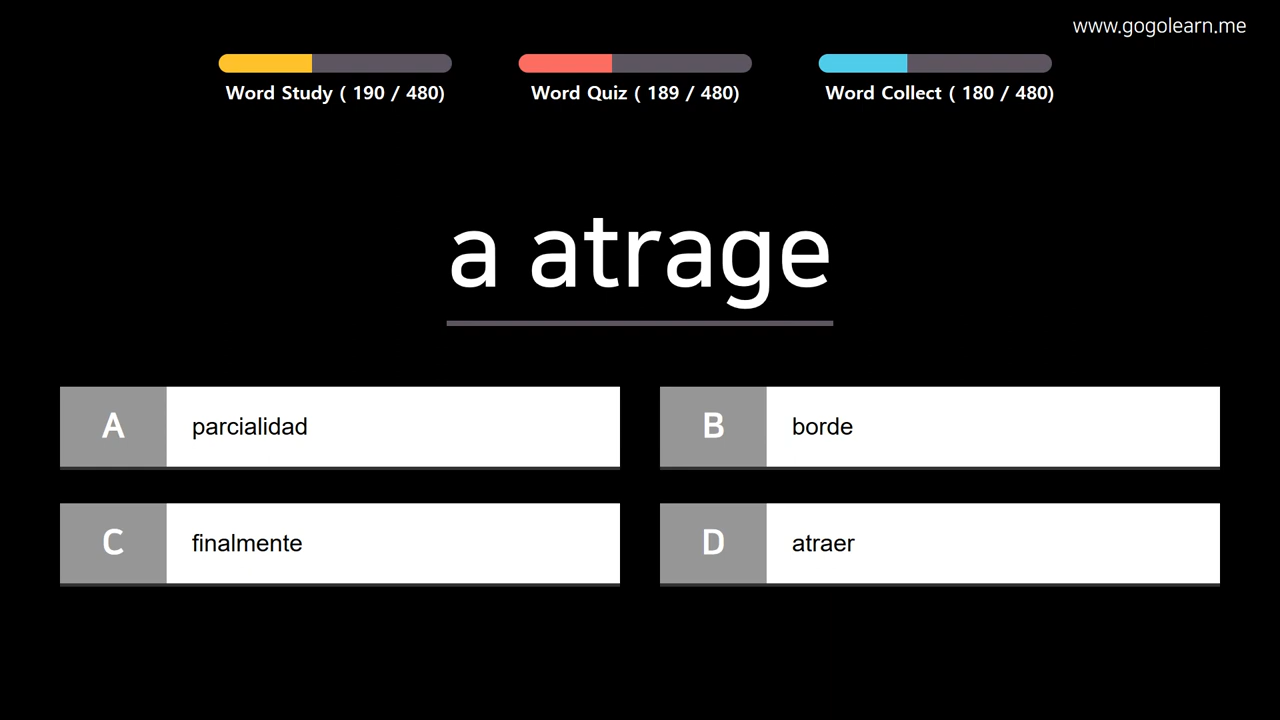 www.gogolearn.me
Word Study ( 190 / 480)
Word Quiz ( 189 / 480)
Word Collect ( 180 / 480)
a atrage
A parcialidad
B borde
C finalmente
D atraer